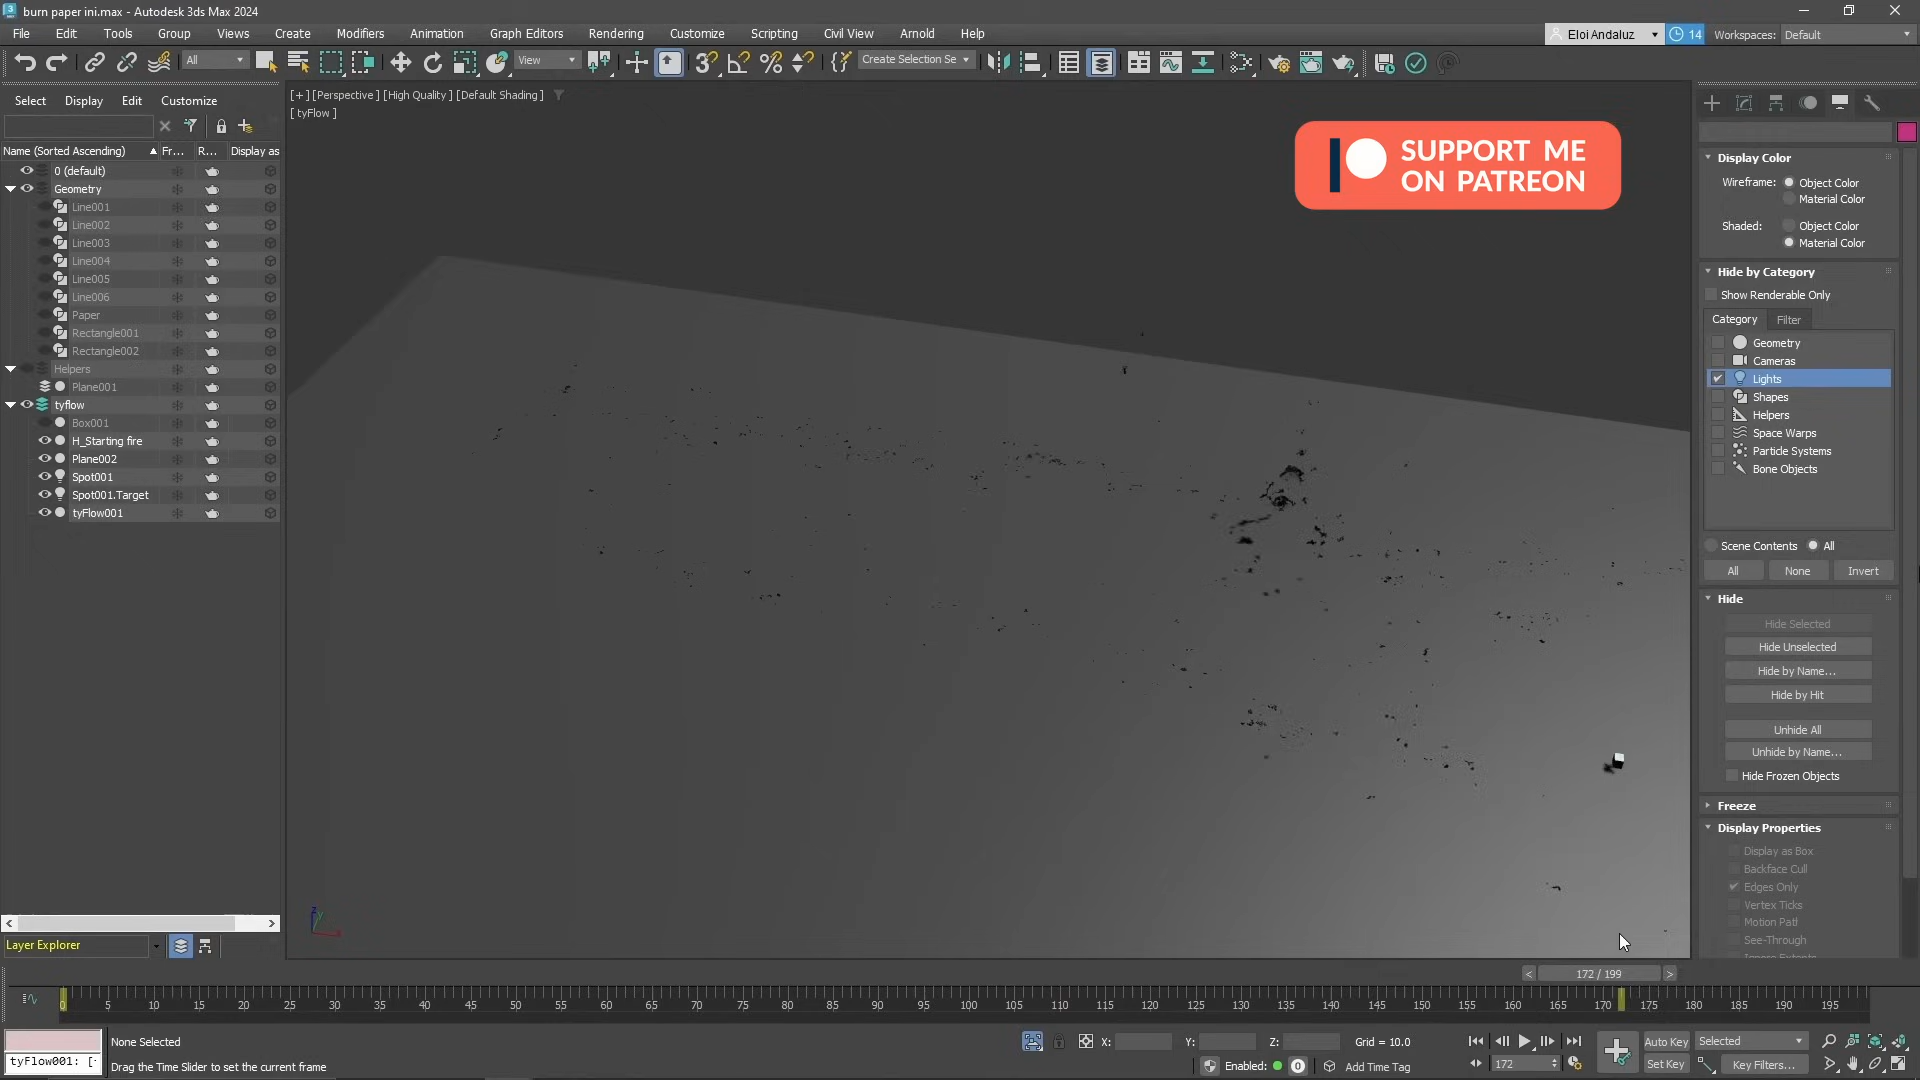 burn paper ini.max - Autodesk 3ds Max 2024
File Edit Tools Group Views Create Modifiers Animation Graph Editors Rendering Customize Scripting Civil View Arnold Help
Eloi Andaluz 14 Workspaces: Default
All View Create Selection Se
Select Display Edit Customize
Name (Sorted Ascending) Fr... R... Display as
0 (default)
Geometry
Line001
Line002
Line003
Line004
Line005
Line006
Paper
Rectangle001
Rectangle002
Helpers
Plane001
tyflow
Box001
H_Starting fire
Plane002
Spot001
Spot001.Target
tyFlow001
Layer Explorer
[+] [Perspective] [High Quality] [Default Shading]
[ tyFlow ]
SUPPORT ME
ON PATREON
Display Color
Wireframe: Object Color
Material Color
Shaded: Object Color
Material Color
Hide by Category
Show Renderable Only
Category Filter
Geometry
Cameras
Lights
Shapes
Helpers
Space Warps
Particle Systems
Bone Objects
Scene Contents All
All None Invert
Hide
Hide Selected
Hide Unselected
Hide by Name...
Hide by Hit
Unhide All
Unhide by Name...
Hide Frozen Objects
Freeze
Display Properties
Display as Box
Backface Cull
Edges Only
Vertex Ticks
Motion Path
See-Through
< 172 / 199 >
0 5 10 15 20 25 30 35 40 45 50 55 60 65 70 75 80 85 90 95 100 105 110 115 120 125 130 135 140 145 150 155 160 165 170 175 180 185 190 195
None Selected
X: Y: Z: Grid = 10.0
Auto Key Selected
tyFlow001: [
Drag the Time Slider to set the current frame
Enabled: 0 Add Time Tag
172
Set Key Key Filters...